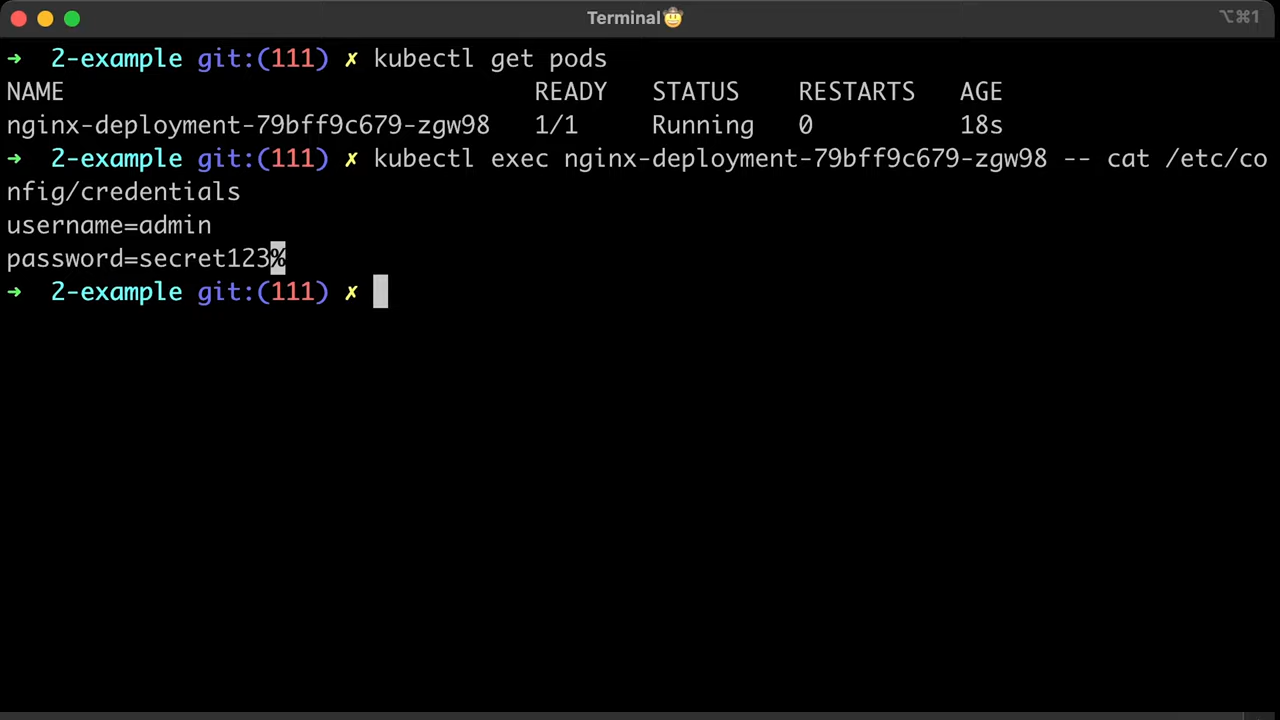 Terminal🤠
⌥⌘1
➜ 2-example git:(111) ✗ kubectl get pods
NAME READY STATUS RESTARTS AGE
nginx-deployment-79bff9c679-zgw98 1/1 Running 0 18s
➜ 2-example git:(111) ✗ kubectl exec nginx-deployment-79bff9c679-zgw98 -- cat /etc/co
nfig/credentials
username=admin
password=secret123%
➜ 2-example git:(111) ✗